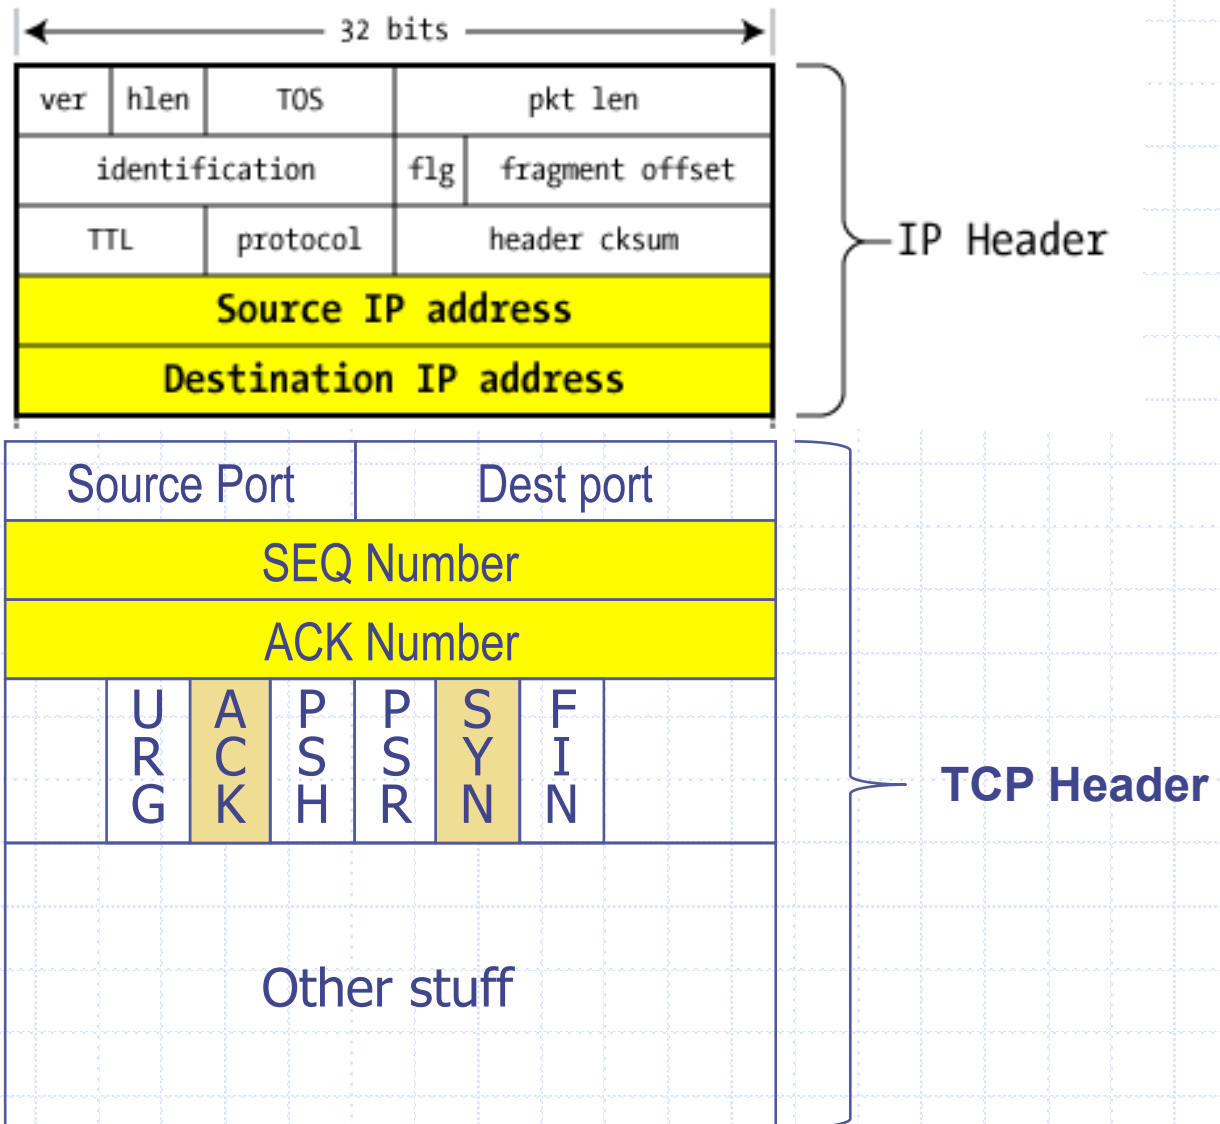 32 bits
ver hlen TOS pkt len
identification flg fragment offset
TTL protocol header cksum
IP Header
Source IP address
Destination IP address
Source Port Dest port
SEQ Number
ACK Number
URG ACK PSH PSR SYN FIN
TCP Header
Other stuff